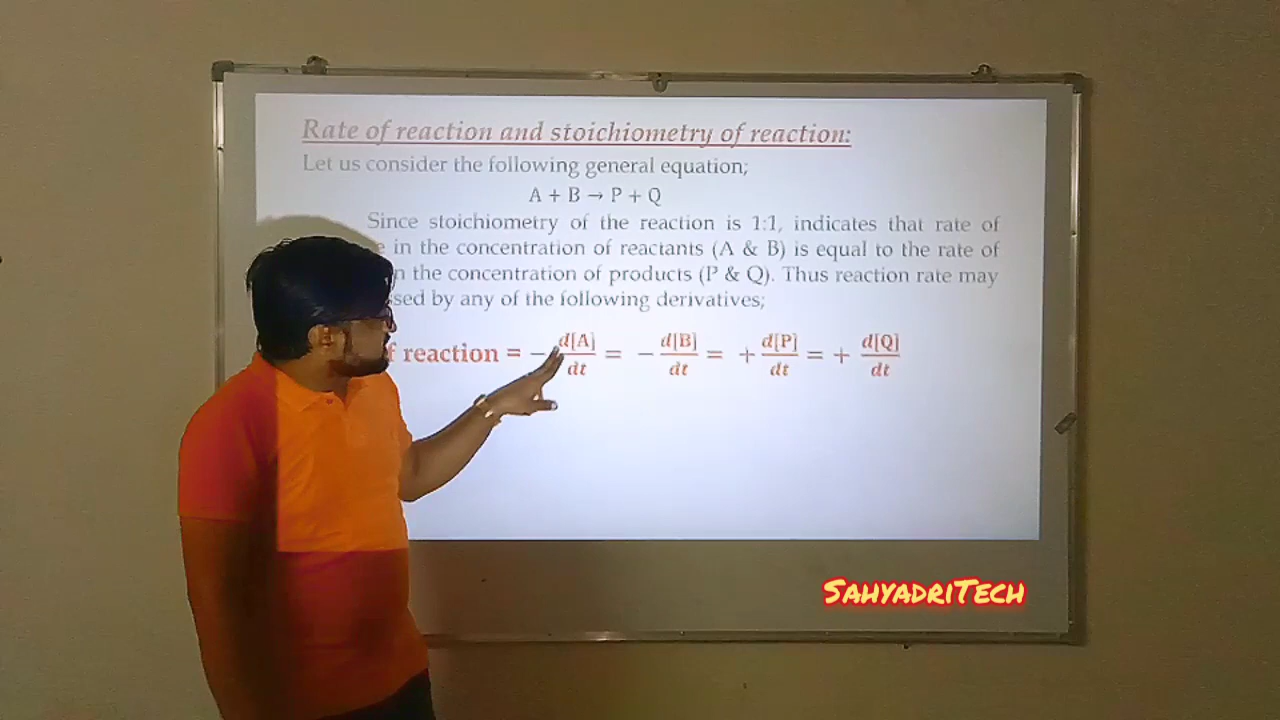 Rate of reaction and stoichiometry of reaction:
Let us consider the following general equation;
A + B → P + Q
Since stoichiometry of the reaction is 1:1, indicates that rate of
in the concentration of reactants (A & B) is equal to the rate of
the concentration of products (P & Q). Thus reaction rate may
by any of the following derivatives;
reaction = − d[A]/dt = − d[B]/dt = + d[P]/dt = + d[Q]/dt
SAHYADRITECH